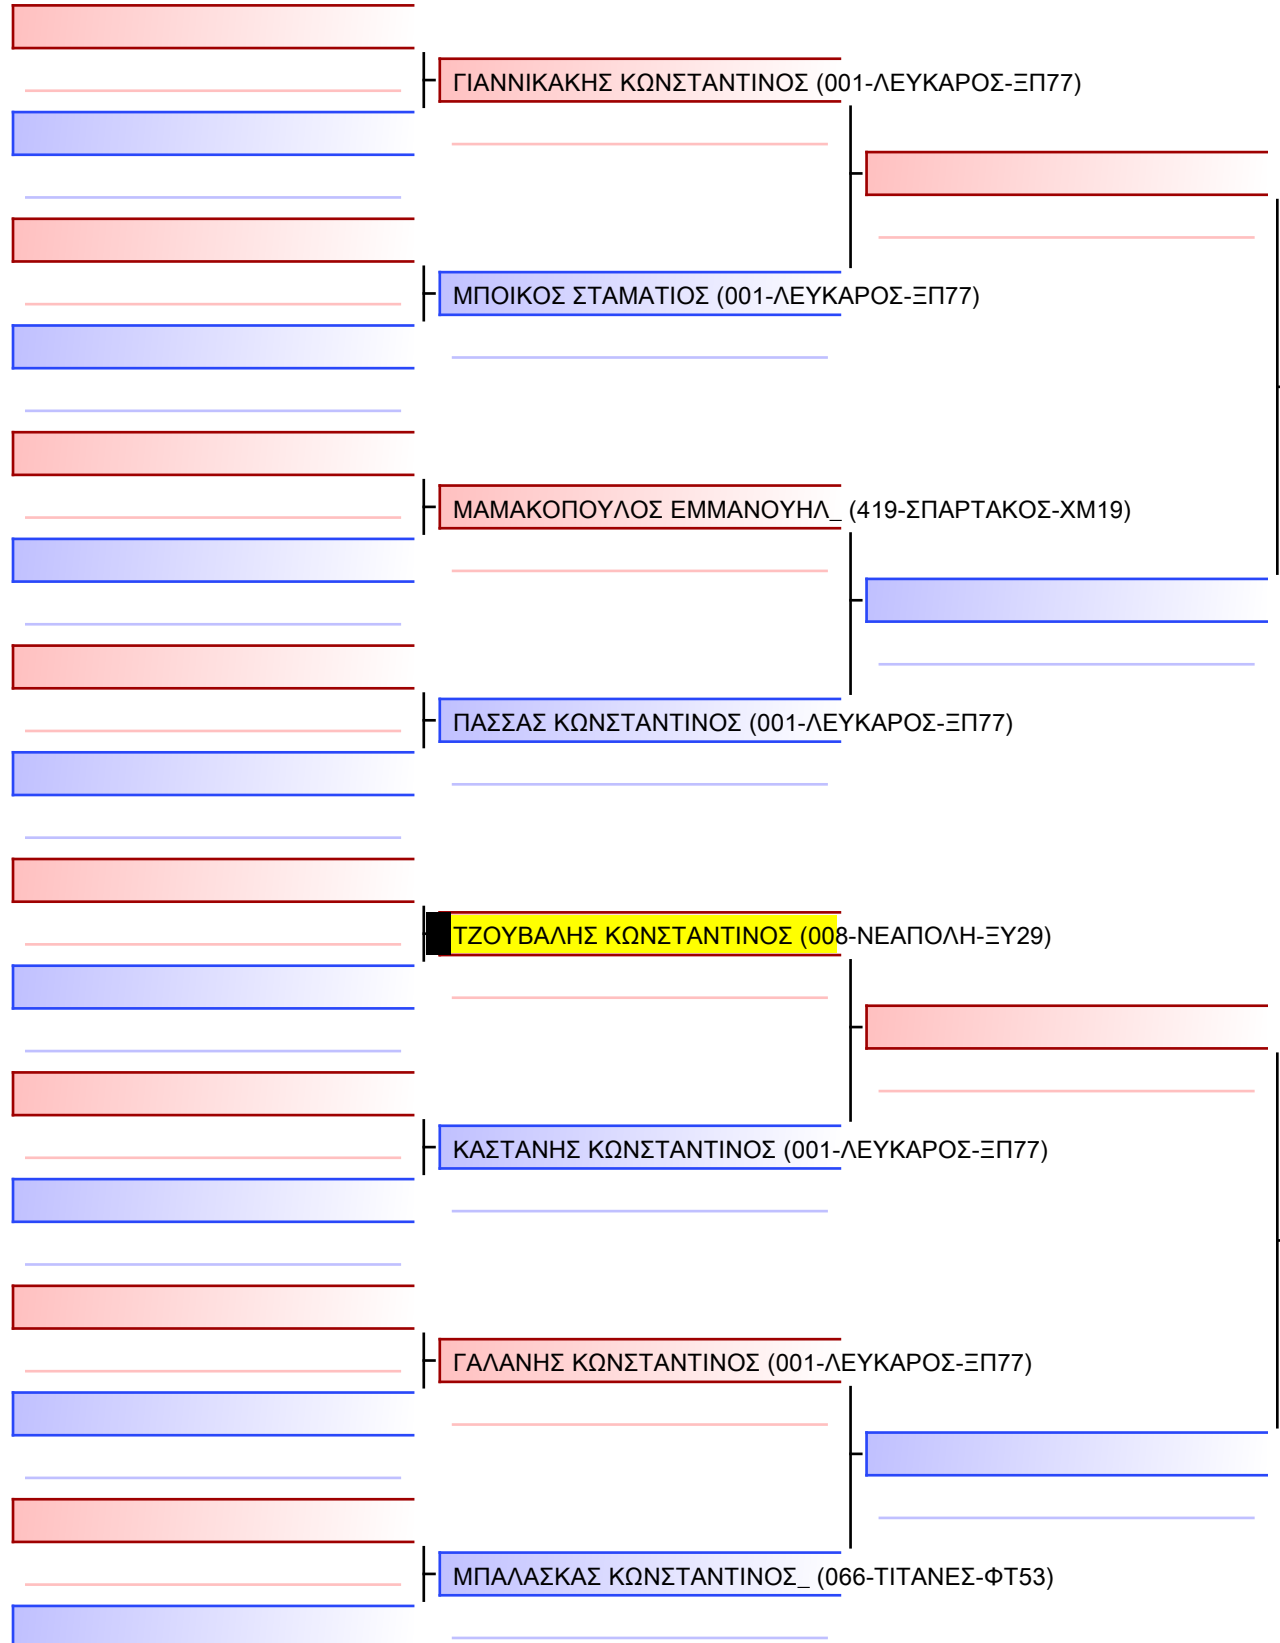 ΓΙΑΝΝΙΚΑΚΗΣ ΚΩΝΣΤΑΝΤΙΝΟΣ (001-ΛΕΥΚΑΡΟΣ-ΞΠ77)
ΜΠΟΙΚΟΣ ΣΤΑΜΑΤΙΟΣ (001-ΛΕΥΚΑΡΟΣ-ΞΠ77)
ΜΑΜΑΚΟΠΟΥΛΟΣ ΕΜΜΑΝΟΥΗΛ_ (419-ΣΠΑΡΤΑΚΟΣ-ΧΜ19)
ΠΑΣΣΑΣ ΚΩΝΣΤΑΝΤΙΝΟΣ (001-ΛΕΥΚΑΡΟΣ-ΞΠ77)
ΤΖΟΥΒΑΛΗΣ ΚΩΝΣΤΑΝΤΙΝΟΣ (008-ΝΕΑΠΟΛΗ-ΞΥ29)
ΚΑΣΤΑΝΗΣ ΚΩΝΣΤΑΝΤΙΝΟΣ (001-ΛΕΥΚΑΡΟΣ-ΞΠ77)
ΓΑΛΑΝΗΣ ΚΩΝΣΤΑΝΤΙΝΟΣ (001-ΛΕΥΚΑΡΟΣ-ΞΠ77)
ΜΠΑΛΑΣΚΑΣ ΚΩΝΣΤΑΝΤΙΝΟΣ_ (066-ΤΙΤΑΝΕΣ-ΦΤ53)